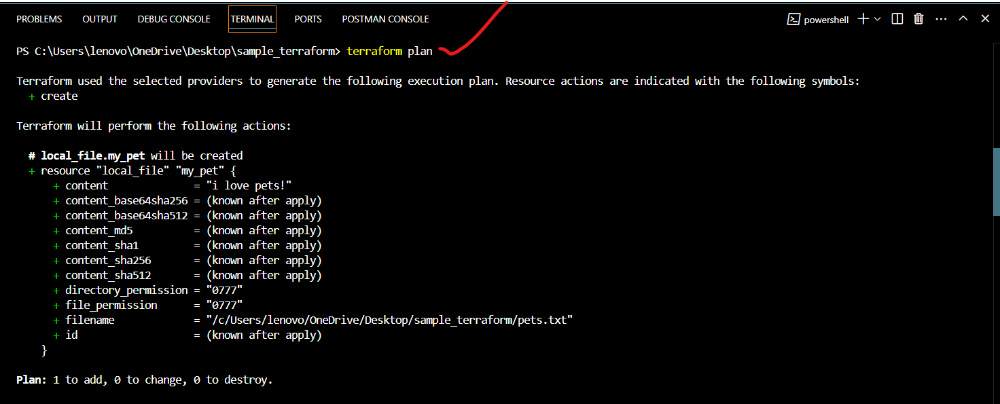 PROBLEMS OUTPUT DEBUG CONSOLE TERMINAL PORTS POSTMAN CONSOLE powershell
PS C:\Users\lenovo\OneDrive\Desktop\sample_terraform> terraform plan
Terraform used the selected providers to generate the following execution plan. Resource actions are indicated with the following symbols:
+ create
Terraform will perform the following actions:
# local_file.my_pet will be created
+ resource "local_file" "my_pet" {
+ content = "i love pets!"
+ content_base64sha256 = (known after apply)
+ content_base64sha512 = (known after apply)
+ content_md5 = (known after apply)
+ content_sha1 = (known after apply)
+ content_sha256 = (known after apply)
+ content_sha512 = (known after apply)
+ directory_permission = "0777"
+ file_permission = "0777"
+ filename = "/c/Users/lenovo/OneDrive/Desktop/sample_terraform/pets.txt"
+ id = (known after apply)
}
Plan: 1 to add, 0 to change, 0 to destroy.